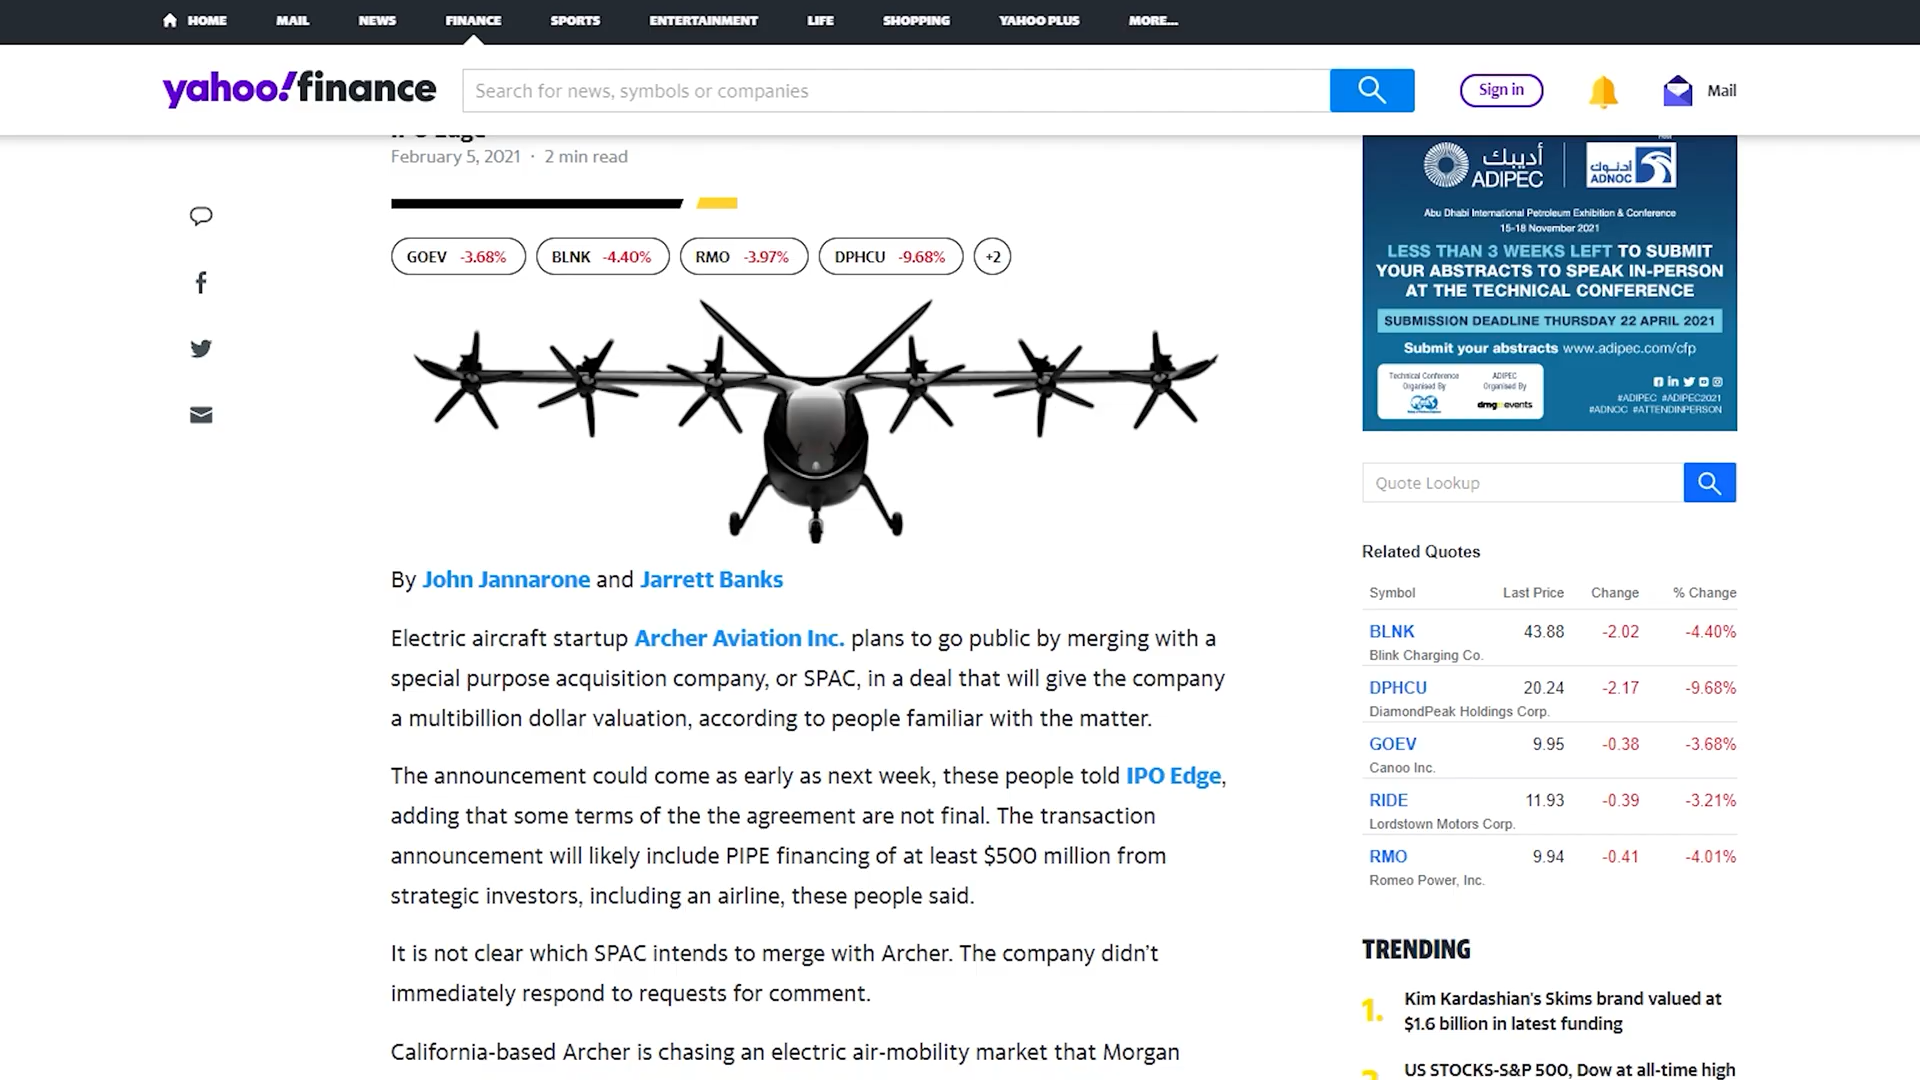 HOME MAIL NEWS FINANCE SPORTS ENTERTAINMENT LIFE SHOPPING YAHOO PLUS MORE...
yahoo!finance
Search for news, symbols or companies
Sign in
Mail
IPO Edge
February 5, 2021 · 2 min read
GOEV -3.68% BLNK -4.40% RMO -3.97% DPHCU -9.68% +2
By John Jannarone and Jarrett Banks
Electric aircraft startup Archer Aviation Inc. plans to go public by merging with a
special purpose acquisition company, or SPAC, in a deal that will give the company
a multibillion dollar valuation, according to people familiar with the matter.
The announcement could come as early as next week, these people told IPO Edge,
adding that some terms of the the agreement are not final. The transaction
announcement will likely include PIPE financing of at least $500 million from
strategic investors, including an airline, these people said.
It is not clear which SPAC intends to merge with Archer. The company didn't
immediately respond to requests for comment.
California-based Archer is chasing an electric air-mobility market that Morgan
أديبك
ADIPEC
أدنوك
ADNOC
Abu Dhabi International Petroleum Exhibition & Conference
15-18 November 2021
LESS THAN 3 WEEKS LEFT TO SUBMIT
YOUR ABSTRACTS TO SPEAK IN-PERSON
AT THE TECHNICAL CONFERENCE
SUBMISSION DEADLINE THURSDAY 22 APRIL 2021
Submit your abstracts www.adipec.com/cfp
Technical Conference
Organised By
ADIPEC
Organised By
dmg events
#ADIPEC #ADIPEC2021
#ADNOC #ATTENDINPERSON
Quote Lookup
Related Quotes
Symbol Last Price Change % Change
BLNK 43.88 -2.02 -4.40%
Blink Charging Co.
DPHCU 20.24 -2.17 -9.68%
DiamondPeak Holdings Corp.
GOEV 9.95 -0.38 -3.68%
Canoo Inc.
RIDE 11.93 -0.39 -3.21%
Lordstown Motors Corp.
RMO 9.94 -0.41 -4.01%
Romeo Power, Inc.
TRENDING
1. Kim Kardashian's Skims brand valued at
$1.6 billion in latest funding
US STOCKS-S&P 500, Dow at all-time high